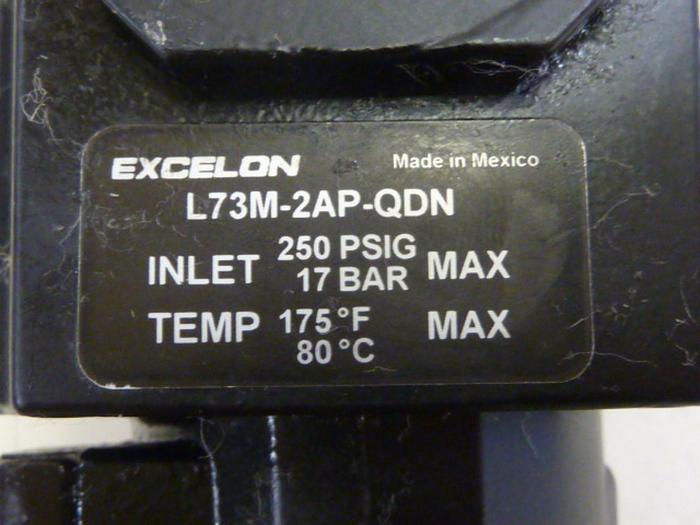 EXCELON Made in Mexico
L73M-2AP-QDN
INLET 250 PSIG 17 BAR MAX
TEMP 175°F 80°C MAX